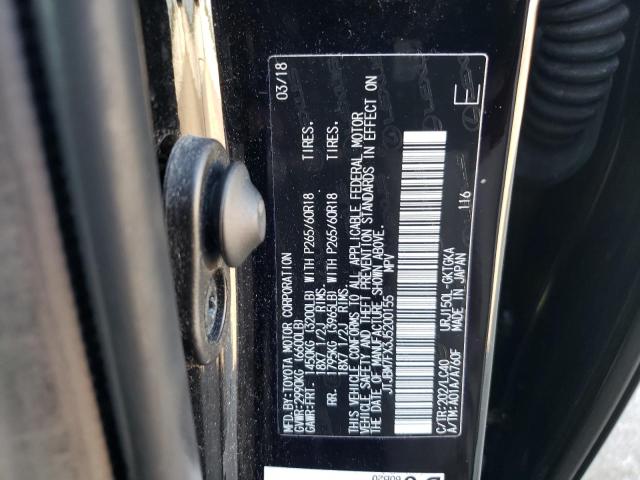 MFD.BY:TOYOTA MOTOR CORPORATION 03/18
GVWR:2990KG (6600LB)
GAWR:FRT. 1450KG (3200LB) WITH P265/60R18 TIRES.
18X7 1/2J RIMS.
RR. 1795KG (3965LB) WITH P265/60R18 TIRES.
18X7 1/2J RIMS.
THIS VEHICLE CONFORMS TO ALL APPLICABLE FEDERAL MOTOR
VEHICLE SAFETY AND THEFT PREVENTION STANDARDS IN EFFECT ON
THE DATE OF MANUFACTURE SHOWN ABOVE.
JTJBM7FX3J5200155 MPV
116
C/TR:202/LC40 URJ150L-GKTGKA
A/TM:A01A/A760F MADE IN JAPAN
E
60B20